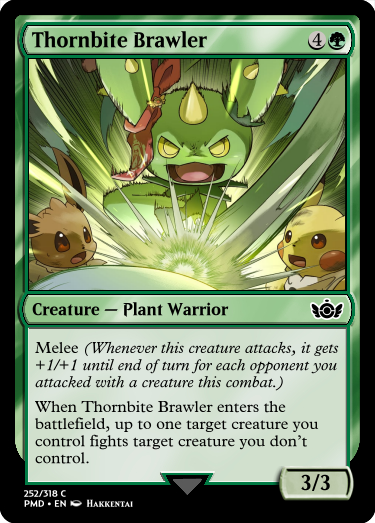 Thornbite Brawler 4
Creature — Plant Warrior
Melee (Whenever this creature attacks, it gets
+1/+1 until end of turn for each opponent you
attacked with a creature this combat.)
When Thornbite Brawler enters the
battlefield, up to one target creature you
control fights target creature you don't
control.
3/3
252/318 C
PMD • EN Hakkentai